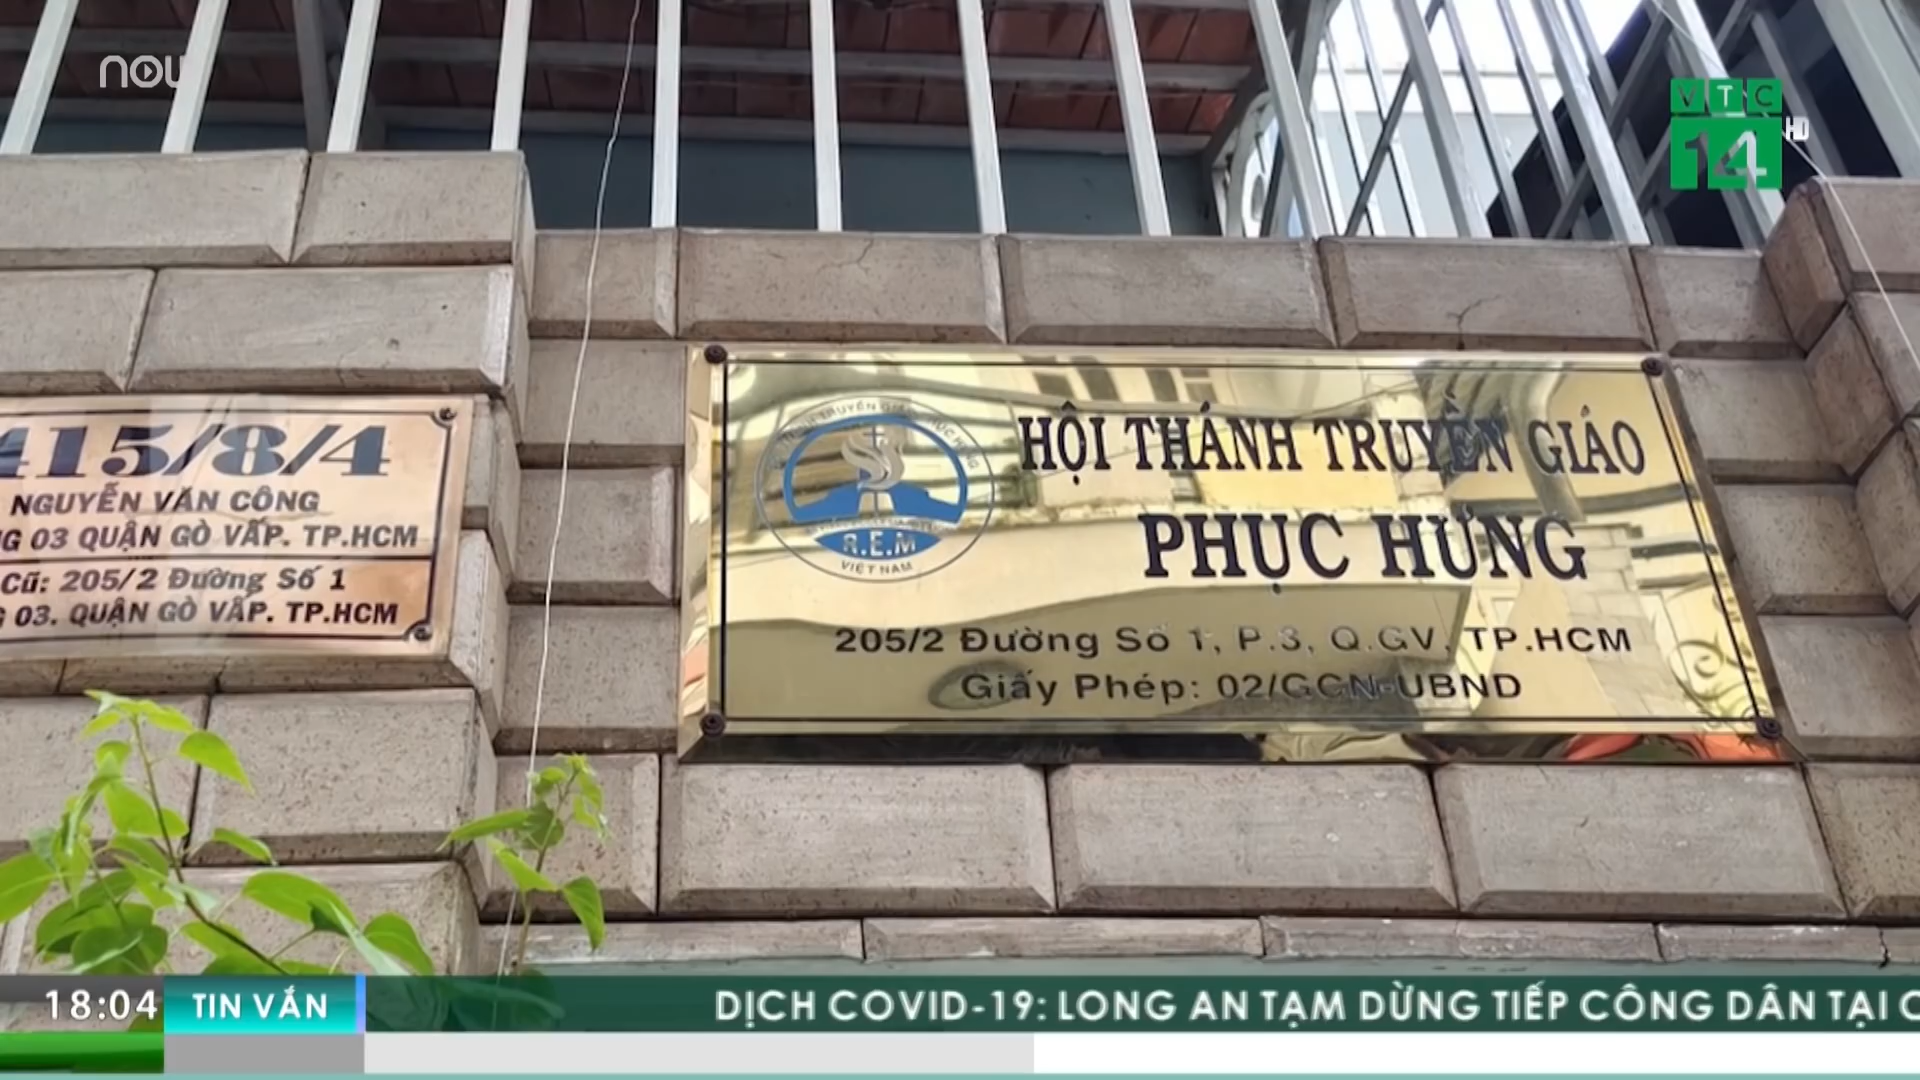 now
VTC
14
HD
415/8/4
NGUYỄN VĂN CÔNG
03 QUẬN GÒ VẤP. TP.HCM
Cũ: 205/2 Đường Số 1
03. QUẬN GÒ VẤP. TP.HCM
HỘI THÁNH TRUYỀN GIÁO
PHỤC HƯNG
R.E.M
VIỆT NAM
205/2 Đường Số 1, P.3, Q.GV, TP.HCM
Giấy Phép: 02/GCN-UBND
18:04 TIN VẮN DỊCH COVID-19: LONG AN TẠM DỪNG TIẾP CÔNG DÂN TẠI C